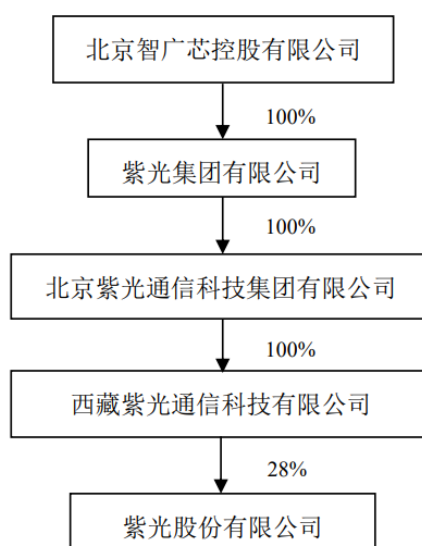 北京智广芯控股有限公司
100%
紫光集团有限公司
100%
北京紫光通信科技集团有限公司
100%
西藏紫光通信科技有限公司
28%
紫光股份有限公司